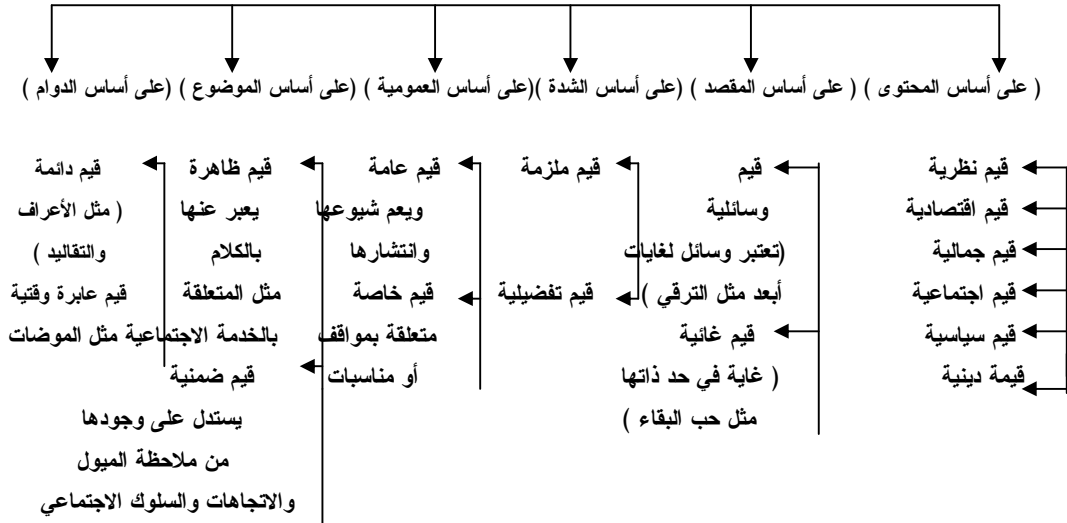 ( على أساس المحتوى ) ( على أساس المقصد ) (على أساس الشدة )(على أساس العمومية ) (على أساس الموضوع ) (على أساس الدوام )
قيم نظرية
قيم اقتصادية
قيم جمالية
قيم اجتماعية
قيم سياسية
قيمة دينية
قيم
وسائلية
(تعتبر وسائل لغايات
أبعد مثل الترقي )
قيم غائية
( غاية في حد ذاتها
مثل حب البقاء )
قيم ملزمة
قيم تفضيلية
قيم عامة
ويعم شيوعها
وانتشارها
قيم خاصة
متعلقة بمواقف
أو مناسبات
قيم ظاهرة
يعبر عنها
بالكلام
مثل المتعلقة
بالخدمة الاجتماعية
قيم ضمنية
يستدل على وجودها
من ملاحظة الميول
والاتجاهات والسلوك الاجتماعي
قيم دائمة
( مثل الأعراف
والتقاليد )
قيم عابرة وقتية
مثل الموضات